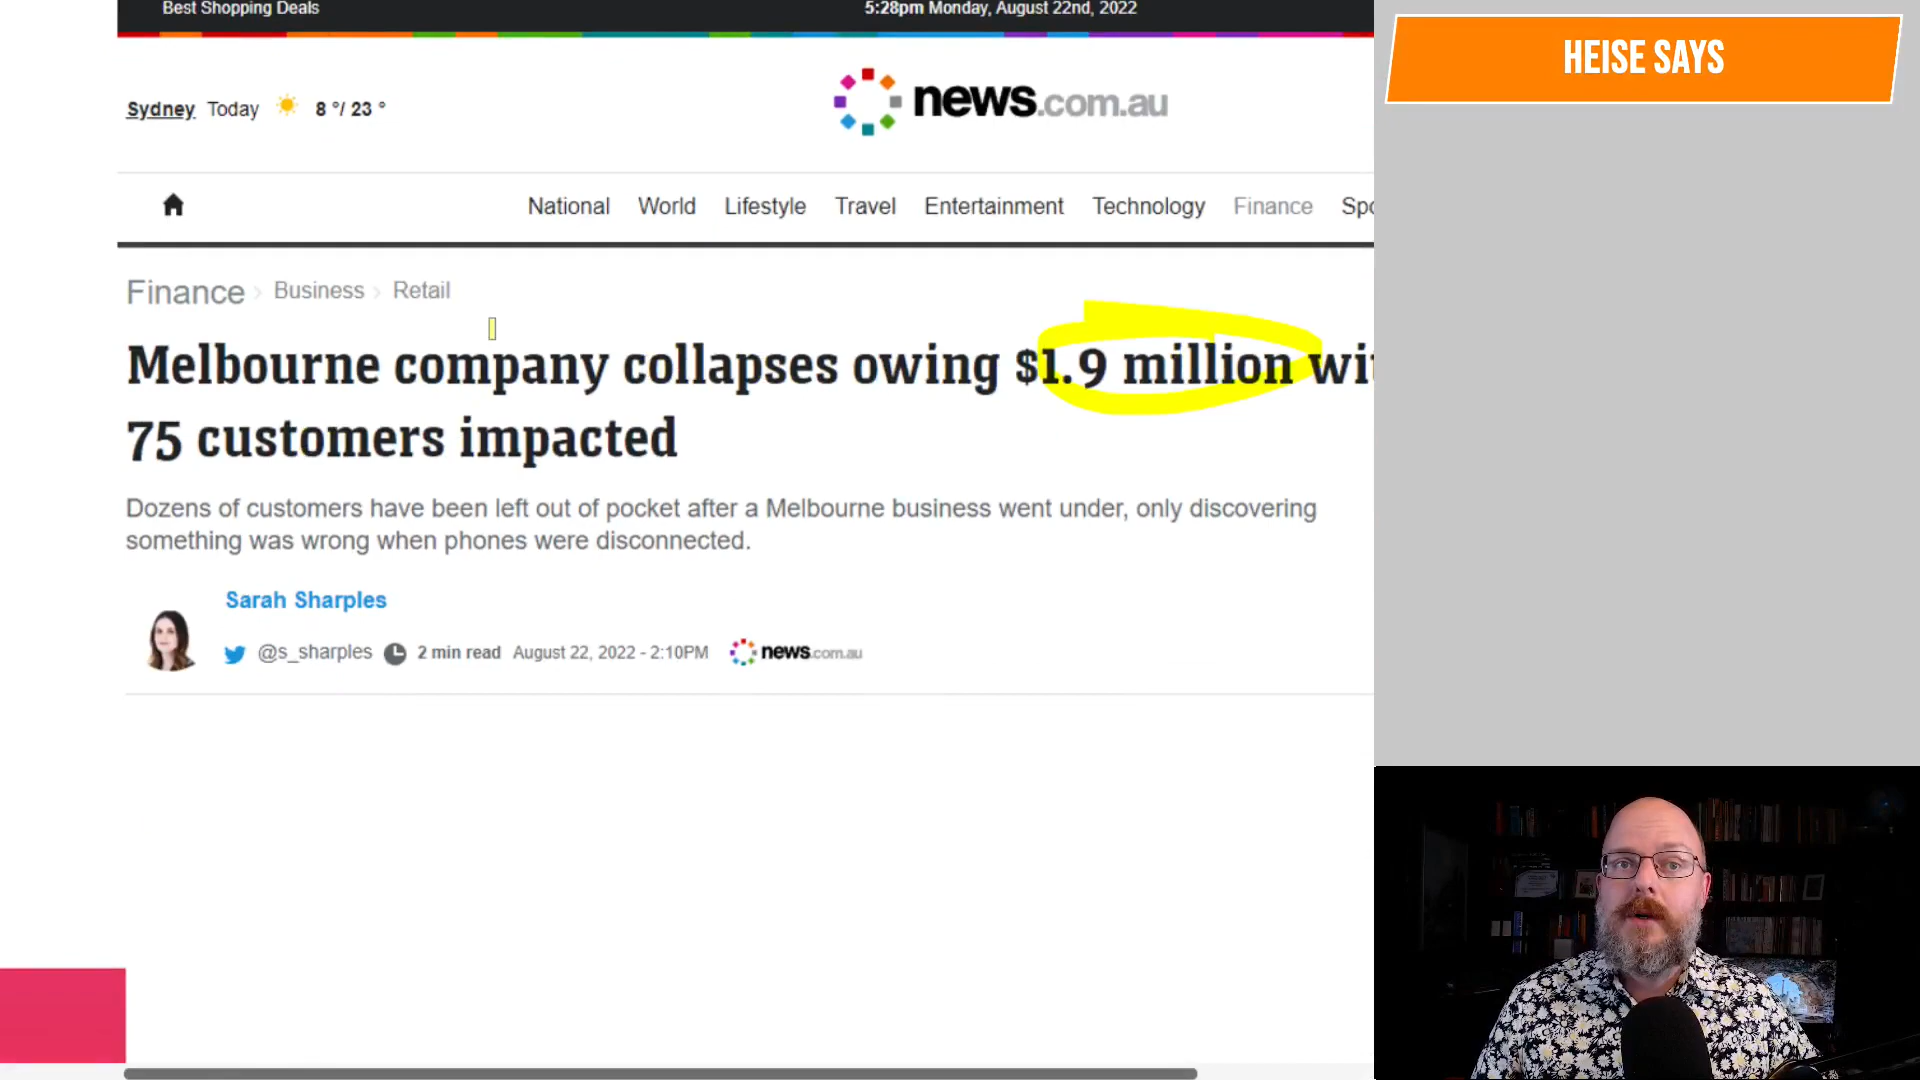 Best Shopping Deals
5:28pm Monday, August 22nd, 2022
HEISE SAYS
Sydney Today 8 °/ 23 °
news.com.au
National World Lifestyle Travel Entertainment Technology Finance Spo
Finance > Business > Retail
Melbourne company collapses owing $1.9 million wit
75 customers impacted
Dozens of customers have been left out of pocket after a Melbourne business went under, only discovering
something was wrong when phones were disconnected.
Sarah Sharples
@s_sharples 2 min read August 22, 2022 - 2:10PM news.com.au